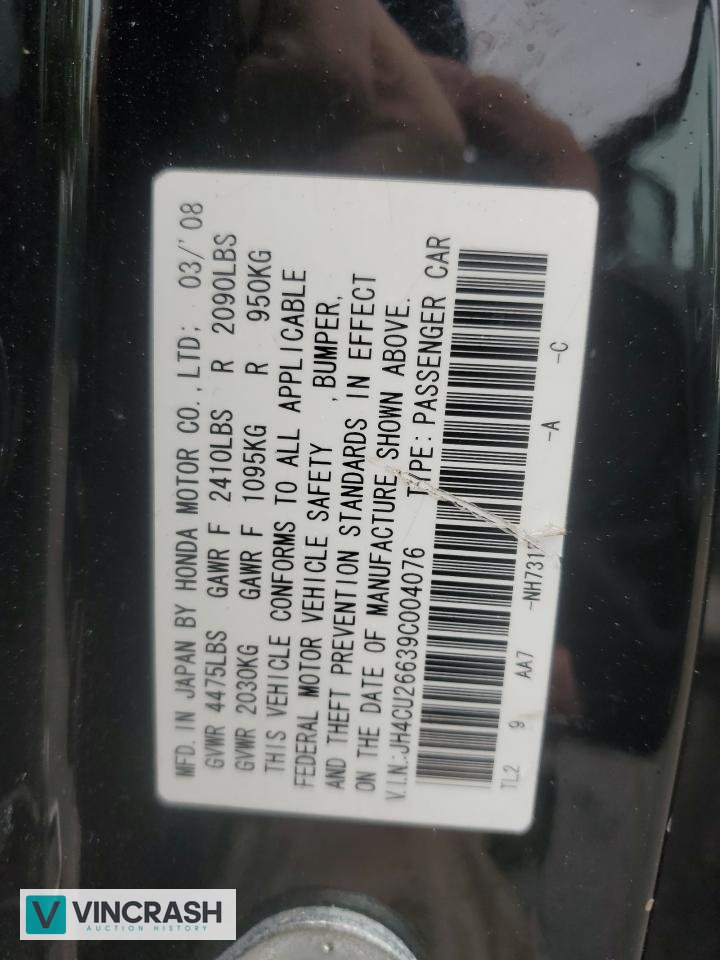 MFD. IN JAPAN BY HONDA MOTOR CO., LTD; 03/'08
GVWR 4475LBS GAWR F 2410LBS R 2090LBS
GVWR 2030KG GAWR F 1095KG R 950KG
THIS VEHICLE CONFORMS TO ALL APPLICABLE
FEDERAL MOTOR VEHICLE SAFETY , BUMPER,
AND THEFT PREVENTION STANDARDS IN EFFECT
ON THE DATE OF MANUFACTURE SHOWN ABOVE.
V.I.N.:JH4CU26639C004076 TYPE: PASSENGER CAR
TL2 9 AA7 -NH731 -A -C
VINCRASH
AUCTION HISTORY